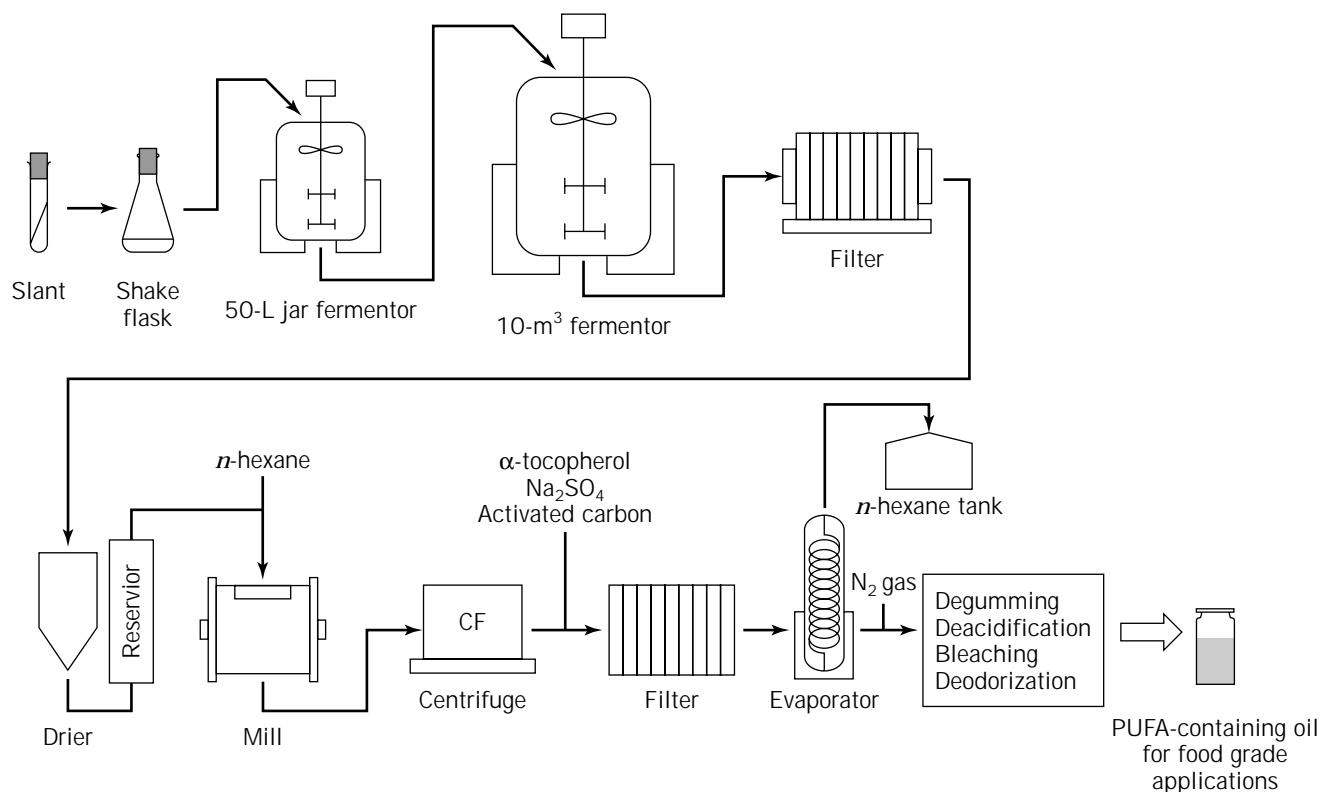 Slant
Shake
flask
50-L jar fermentor
10-m³ fermentor
Filter
n-hexane
α-tocopherol
Na₂SO₄
Activated carbon
n-hexane tank
Reservior
N₂ gas
CF
Degumming
Deacidification
Bleaching
Deodorization
Drier
Mill
Centrifuge
Filter
Evaporator
PUFA-containing oil
for food grade
applications